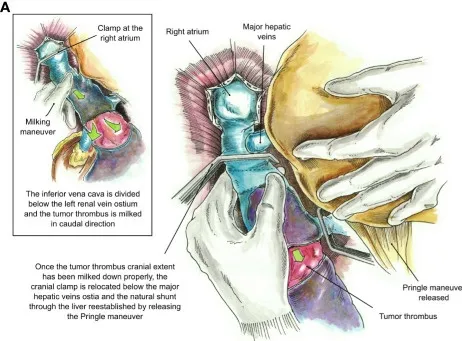 A
Clamp at the
right atrium
Milking
maneuver
The inferior vena cava is divided
below the left renal vein ostium
and the tumor thrombus is milked
in caudal direction
Right atrium
Major hepatic
veins
Once the tumor thrombus cranial extent
has been milked down properly, the
cranial clamp is relocated below the major
hepatic veins ostia and the natural shunt
through the liver reestablished by releasing
the Pringle maneuver
Pringle maneuver
released
Tumor thrombus